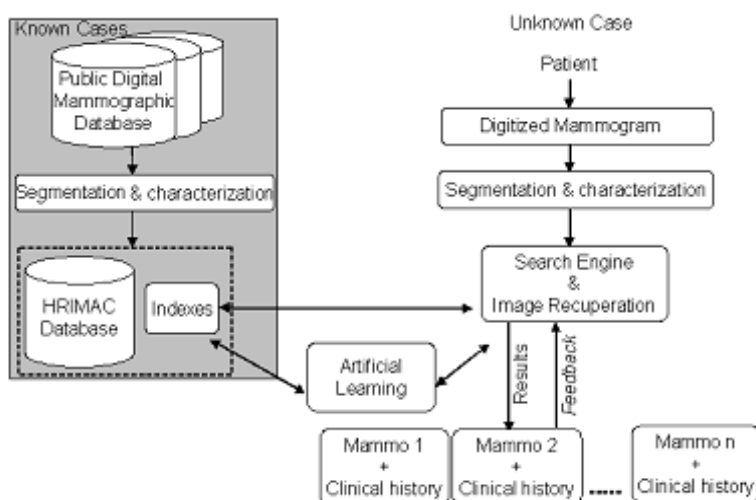 Known Cases
Public Digital
Mammographic
Database
Segmentation & characterization
HRIMAC
Database
Indexes
Unknown Case
Patient
Digitized Mammogram
Segmentation & characterization
Search Engine
&
Image Recuperation
Artificial
Learning
Results
Feedback
Mammo 1
+
Clinical history
Mammo 2
+
Clinical history
.....
Mammo n
+
Clinical history